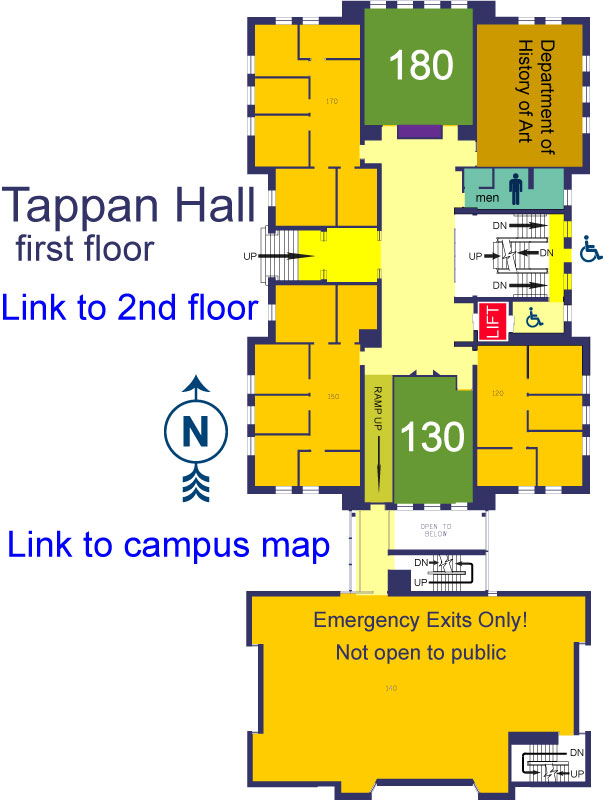 180
Department of
History of Art
170
men
Tappan Hall
first floor
DN
UP
UP
DN
DN
Link to 2nd floor
LIFT
150
RAMP UP
130
120
N
Link to campus map
OPEN TO
BELOW
DN
UP
Emergency Exits Only!
Not open to public
140
DN
UP